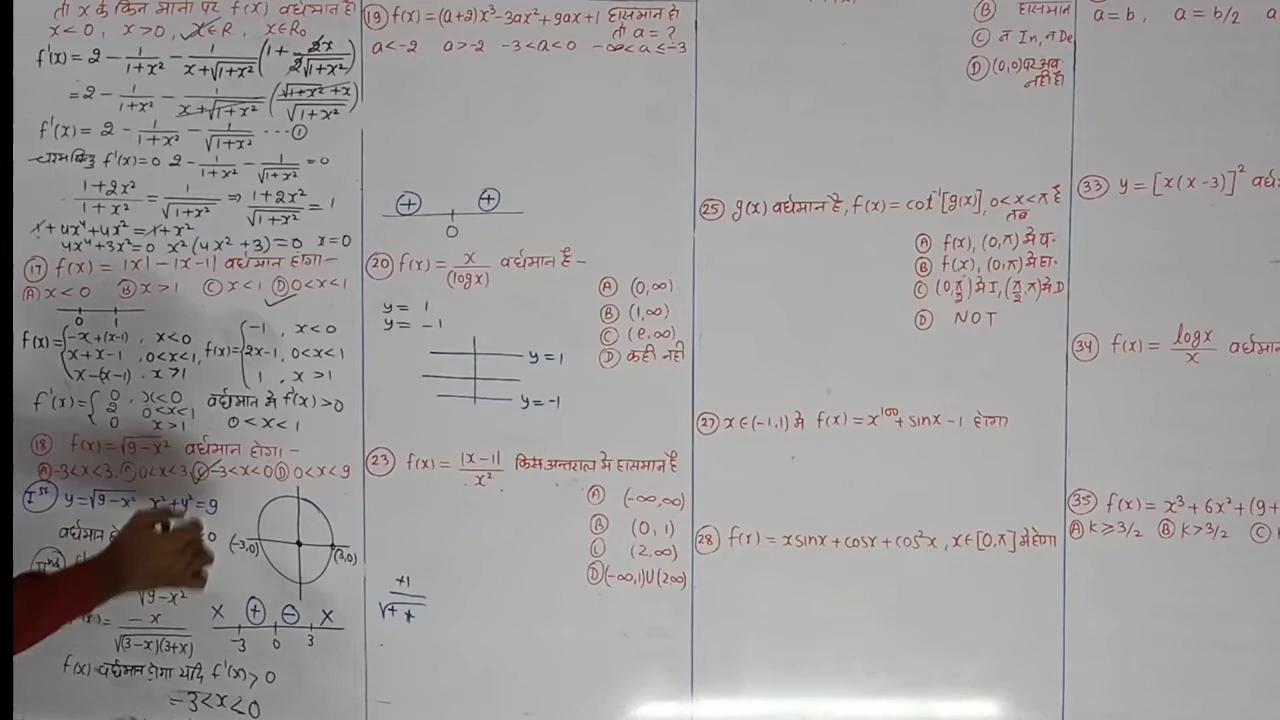 तो x के किन मानो पर f(x) वर्धमान है
x<0, x>0, x∈R, x∈R₀
f'(x) = 2 - 1/(1+x²) - 1/(x+√(1+x²)) (1 + 2x/(2√(1+x²)))
= 2 - 1/(1+x²) - 1/(x+√(1+x²)) ((√(1+x²)+x)/√(1+x²))
f'(x) = 2 - 1/(1+x²) - 1/√(1+x²) ---①
चरमबिन्दु f'(x)=0 2 - 1/(1+x²) - 1/√(1+x²) = 0
(1+2x²)/(1+x²) = 1/√(1+x²) ⇒ (1+2x²)/√(1+x²) = 1
1+4x⁴+4x² = 1+x²
4x⁴+3x²=0 x²(4x²+3)=0 x=0
⑰ f(x) = |x| - |x-1| वर्धमान होगा-
Ⓐ x<0 Ⓑ x>1 Ⓒ x<1 Ⓓ 0<x<1
0 1
f(x) = { -x+(x-1), x<0
x+x-1, 0<x<1,
x-(x-1), x>1
f(x) = { -1, x<0
2x-1, 0<x<1
1, x>1
f'(x) = { 0, x<0
2 0<x<1
0 x>1
वर्धमान मे f'(x)>0
0<x<1
⑱ f(x) = √(9-x²) वर्धमान होगा-
Ⓐ -3<x<3, Ⓑ 0<x<3, Ⓒ -3<x<0 Ⓓ 0<x<9
Ist y=√(9-x²) x²+y²=9
(-3,0) (3,0)
IInd
√(9-x²)
-x/√((3-x)(3+x))
× ⊕ ⊖ ×
-3 0 3
f(x) वर्धमान होगा यदि f'(x)>0
= -3<x<0
⑲ f(x) = (a+2)x³-3ax²+9ax+1 ह्रासमान हो
तो a = ?
a<-2 a>-2 -3<a<0 -∞<a<-3
⊕ ⊕
0
⑳ f(x) = x/(logx) वर्धमान है-
Ⓐ (0,∞)
Ⓑ (1,∞)
Ⓒ (e,∞)
Ⓓ कही नही
y = 1
y = -1
y=1
y=-1
㉓ f(x) = |x-1|/x² किस अन्तराल मे ह्रासमान है
Ⓐ (-∞,∞)
Ⓑ (0,1)
Ⓒ (2,∞)
Ⓓ (-∞,1)∪(2∞)
Ⓑ ह्रासमान
Ⓒ न In, न De
Ⓓ (0,0) पर
नही है
㉕ g(x) वर्धमान है, f(x) = cot⁻¹[g(x)], 0<x<π है
तब
Ⓐ f(x), (0,π) मे व.
Ⓑ f(x), (0,π) मे हा.
Ⓒ (0,π/2) मे I, (π/2,π) मे D
Ⓓ NOT
㉗ x∈(-1,1) मे f(x) = x¹⁰⁰+sinx-1 होगा
㉘ f(x) = xsinx+cosx+cos²x, x∈[0,π] मे होगा
a=b, a=b/2
㉝ y = [x(x-3)]²
㉞ f(x) = logx/x
㉟ f(x) = x³+6x²+(9+
Ⓐ K≥3/2 Ⓑ K>3/2